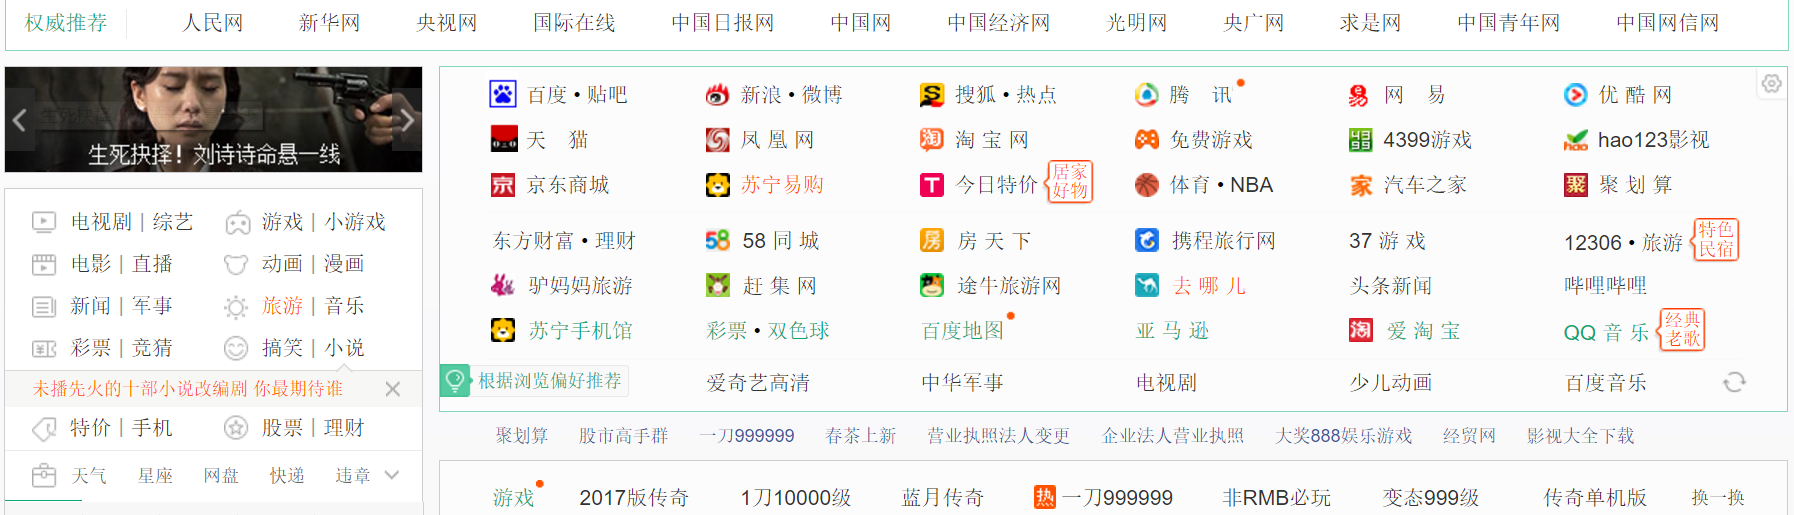 权威推荐 人民网 新华网 央视网 国际在线 中国日报网 中国网 中国经济网 光明网 央广网 求是网 中国青年网 中国网信网
生死抉择
生死抉择！刘诗诗命悬一线
电视剧 | 综艺 游戏 | 小游戏
电影 | 直播 动画 | 漫画
新闻 | 军事 旅游 | 音乐
彩票 | 竞猜 搞笑 | 小说
未播先火的十部小说改编剧 你最期待谁
特价 | 手机 股票 | 理财
天气 星座 网盘 快递 违章
百度 • 贴吧 新浪 • 微博 搜狐 • 热点 腾 讯 易 网 易 优 酷 网
天 猫 凤 凰 网 淘 淘 宝 网 免费游戏 4399 4399游戏 hao hao123影视
京 京东商城 苏宁易购 T 今日特价 居家好物 体育 • NBA 家 汽车之家 聚 聚 划 算
东方财富 • 理财 58 58 同 城 房 房 天 下 携程旅行网 37 游 戏 12306 • 旅游 特色民宿
驴妈妈旅游 赶 集 网 途牛旅游网 去 哪 儿 头条新闻 哔哩哔哩
苏宁手机馆 彩票 • 双色球 百度地图 亚 马 逊 淘 爱 淘 宝 QQ 音 乐 经典老歌
根据浏览偏好推荐 爱奇艺高清 中华军事 电视剧 少儿动画 百度音乐
聚划算 股市高手群 一刀999999 春茶上新 营业执照法人变更 企业法人营业执照 大奖888娱乐游戏 经贸网 影视大全下载
游戏 2017版传奇 1刀10000级 蓝月传奇 热 一刀999999 非RMB必玩 变态999级 传奇单机版 换一换